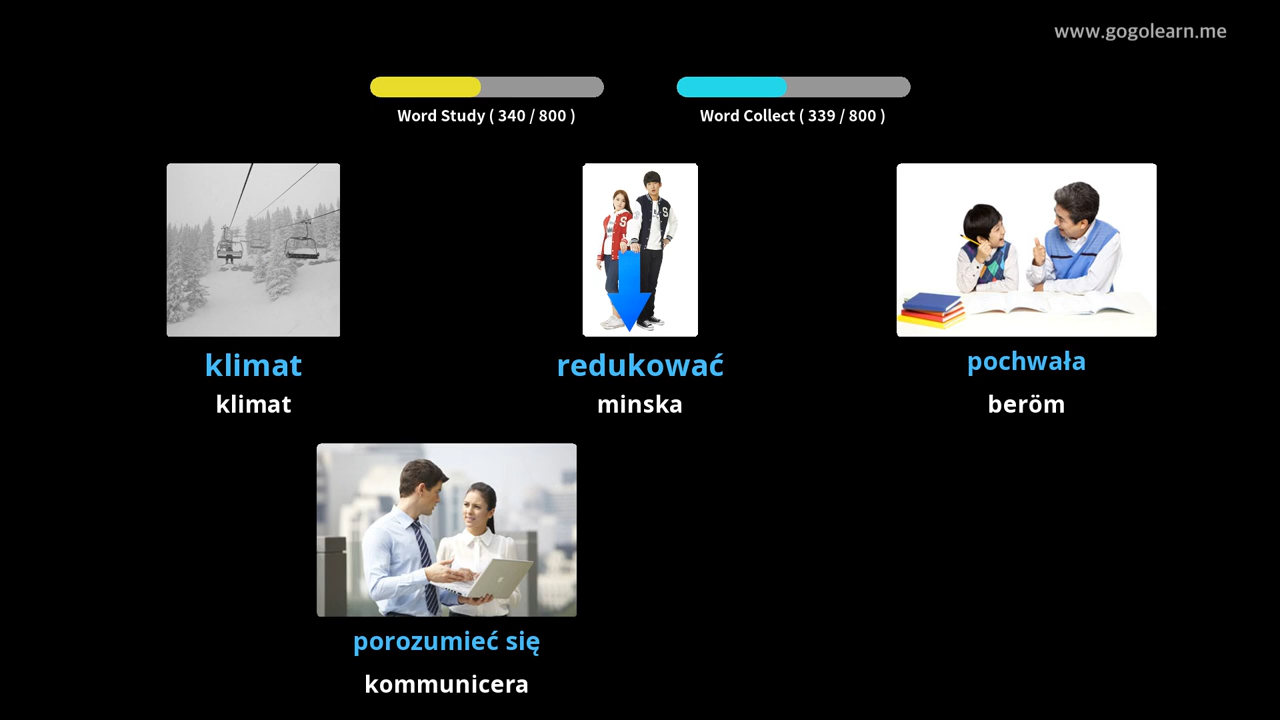 www.gogolearn.me
Word Study ( 340 / 800 )
Word Collect ( 339 / 800 )
klimat
klimat
redukować
minska
pochwała
beröm
porozumieć się
kommunicera